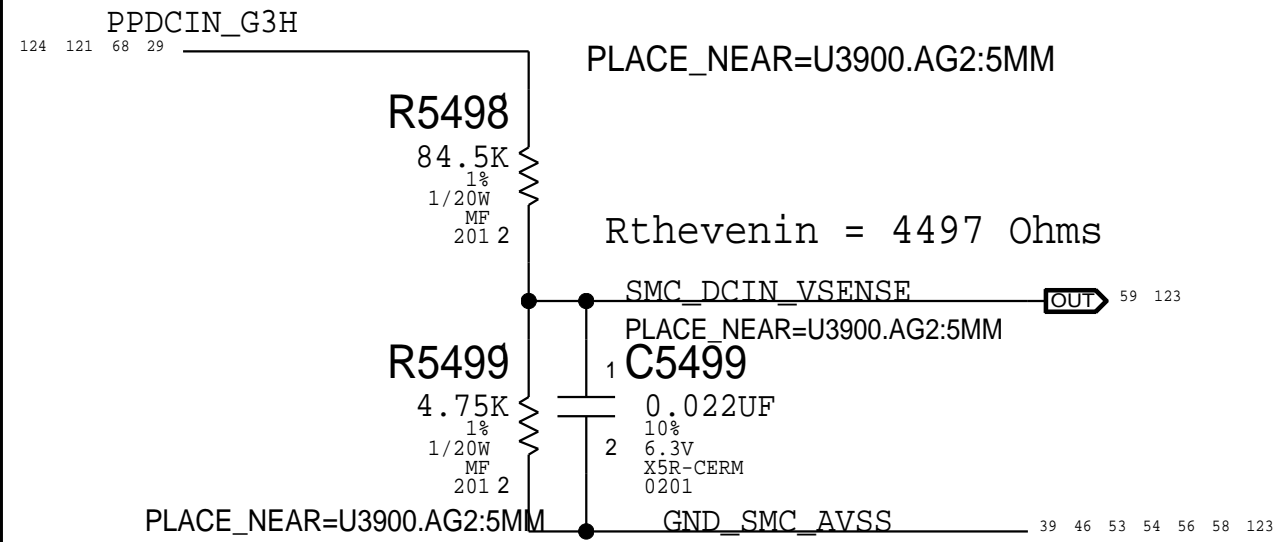 PPDCIN_G3H
124 121 68 29
PLACE_NEAR=U3900.AG2:5MM
R5498
84.5K
1%
1/20W
MF
201 2
Rthevenin = 4497 Ohms
SMC_DCIN_VSENSE
OUT 59 123
PLACE_NEAR=U3900.AG2:5MM
R5499
1 C5499
4.75K
1%
1/20W
MF
201 2
0.022UF
10%
2 6.3V
X5R-CERM
0201
PLACE_NEAR=U3900.AG2:5MM
GND_SMC_AVSS
39 46 53 54 56 58 123